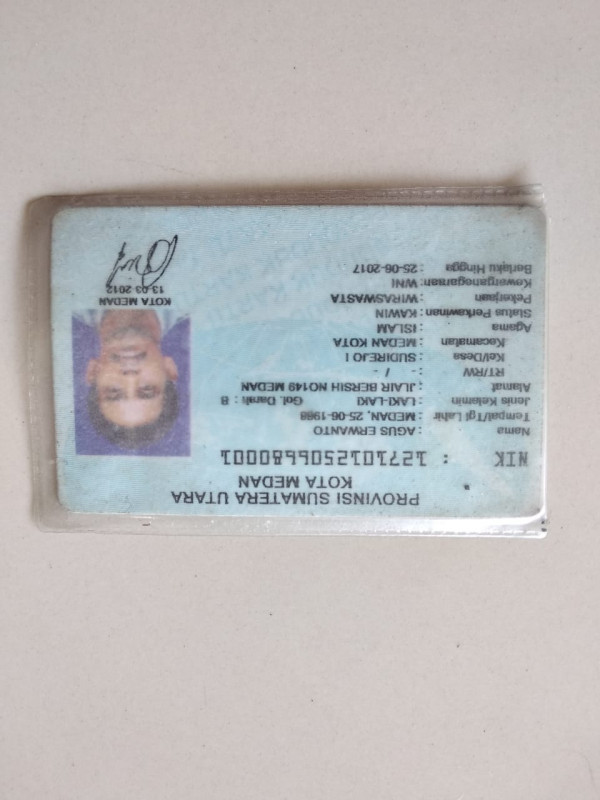 PROVINSI SUMATERA UTARA
KOTA MEDAN
NIK : 1271012506680001
Nama : AGUS ERWANTO
Tempat/Tgl Lahir : MEDAN, 25-06-1968
Jenis Kelamin : LAKI-LAKI Gol. Darah : B
Alamat : JL.AIR BERSIH NO149 MEDAN
RT/RW : - / -
Kel/Desa : SUDIREJO I
Kecamatan : MEDAN KOTA
Agama : ISLAM
Status Perkawinan : KAWIN
Pekerjaan : WIRASWASTA
Kewarganegaraan : WNI
Berlaku Hingga : 25-06-2017
KOTA MEDAN
13-03-2012